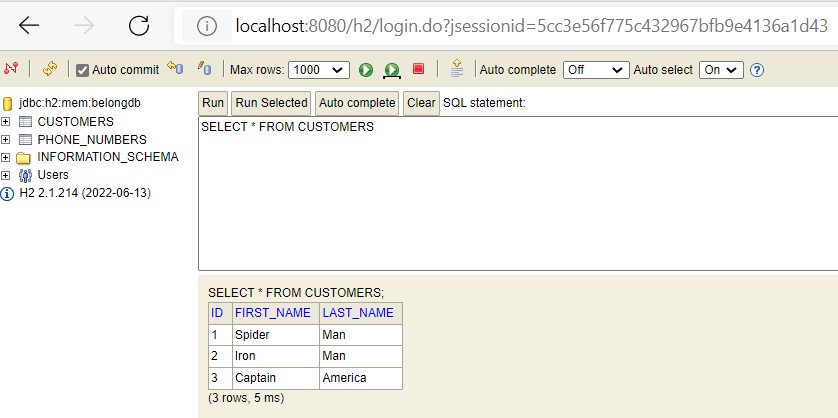 localhost:8080/h2/login.do?jsessionid=5cc3e56f775c432967bfb9e4136a1d43
Auto commit Max rows: 1000 Auto complete Off Auto select On
jdbc:h2:mem:belongdb
CUSTOMERS
PHONE_NUMBERS
INFORMATION_SCHEMA
Users
H2 2.1.214 (2022-06-13)
Run Run Selected Auto complete Clear SQL statement:
SELECT * FROM CUSTOMERS
SELECT * FROM CUSTOMERS;
ID FIRST_NAME LAST_NAME
1 Spider Man
2 Iron Man
3 Captain America
(3 rows, 5 ms)